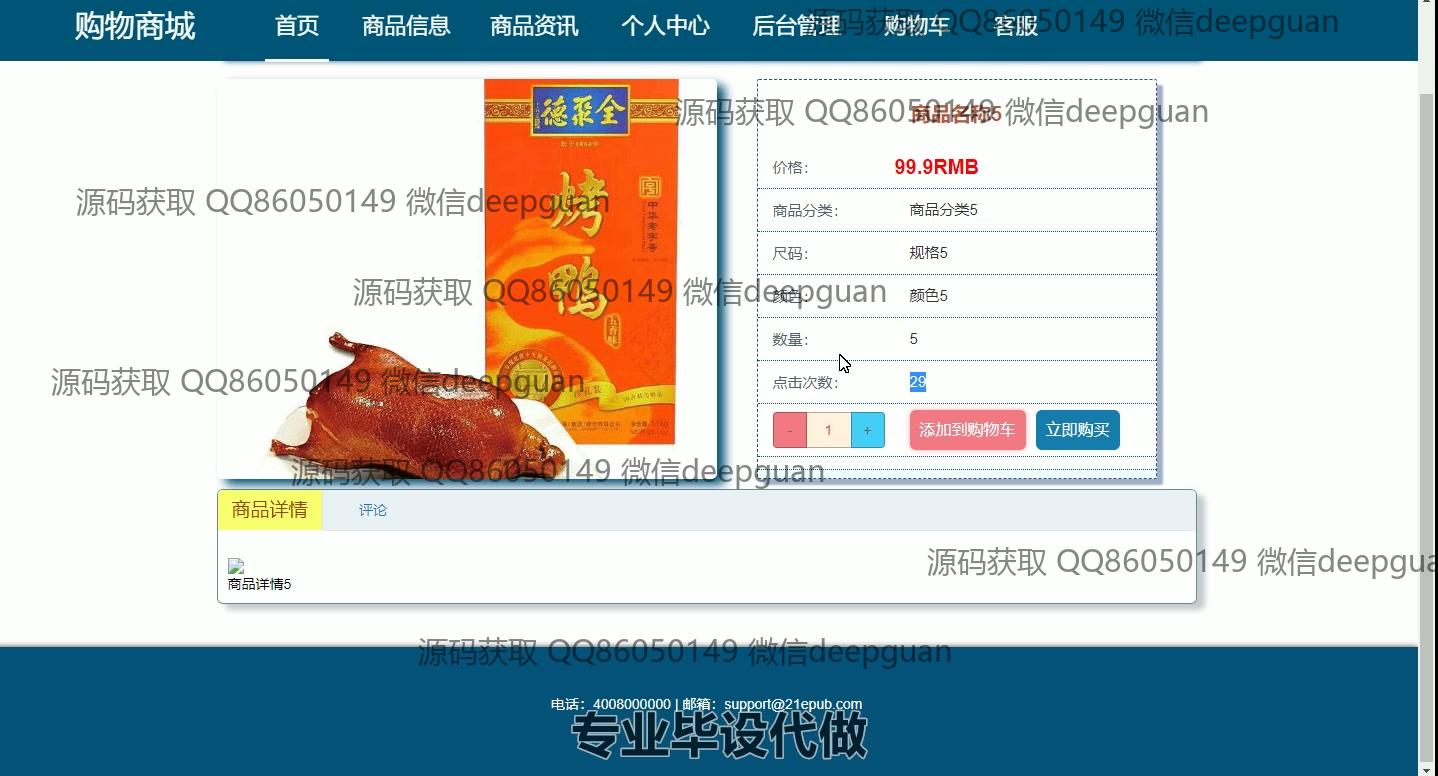 购物商城
首页
商品信息
商品资讯
个人中心
后台管理
购物车
客服
源码获取 QQ86050149 微信deepguan
源码获取 QQ86050149 微信deepguan
商品名称5
全聚德
始于1864年
烤鸭
中华老字号
五香味
价格：
99.9RMB
源码获取 QQ86050149 微信deepguan
商品分类：
商品分类5
尺码：
规格5
源码获取 QQ86050149 微信deepguan
颜色：
颜色5
数量：
5
源码获取 QQ86050149 微信deepguan
点击次数：
29
-
1
+
添加到购物车
立即购买
源码获取 QQ86050149 微信deepguan
商品详情
评论
源码获取 QQ86050149 微信deepgua
商品详情5
源码获取 QQ86050149 微信deepguan
电话：4008000000 | 邮箱：support@21epub.com
专业毕设代做